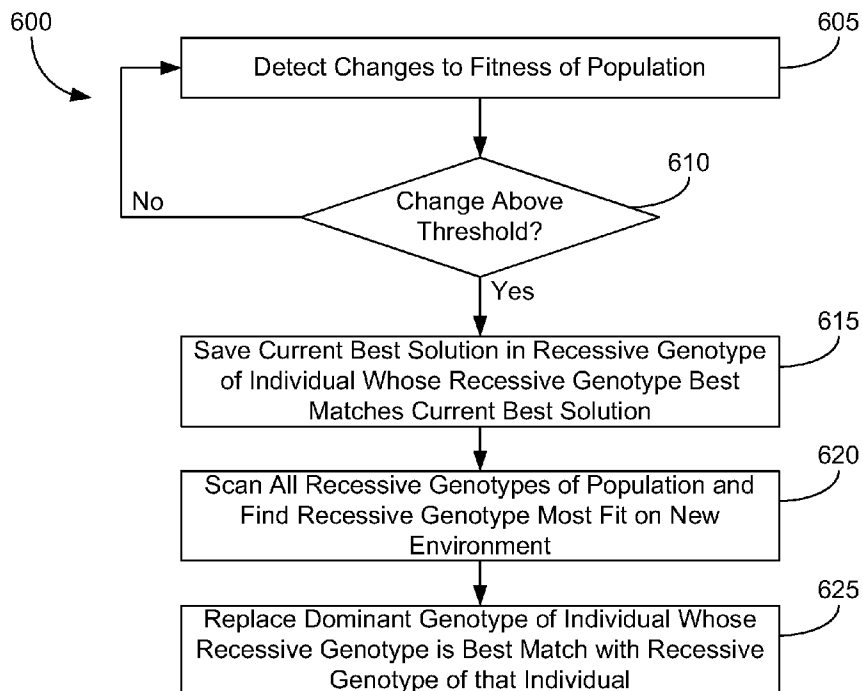 600
605
Detect Changes to Fitness of Population
610
Change Above
Threshold?
No
Yes
615
Save Current Best Solution in Recessive Genotype
of Individual Whose Recessive Genotype Best
Matches Current Best Solution
620
Scan All Recessive Genotypes of Population and
Find Recessive Genotype Most Fit on New
Environment
625
Replace Dominant Genotype of Individual Whose
Recessive Genotype is Best Match with Recessive
Genotype of that Individual